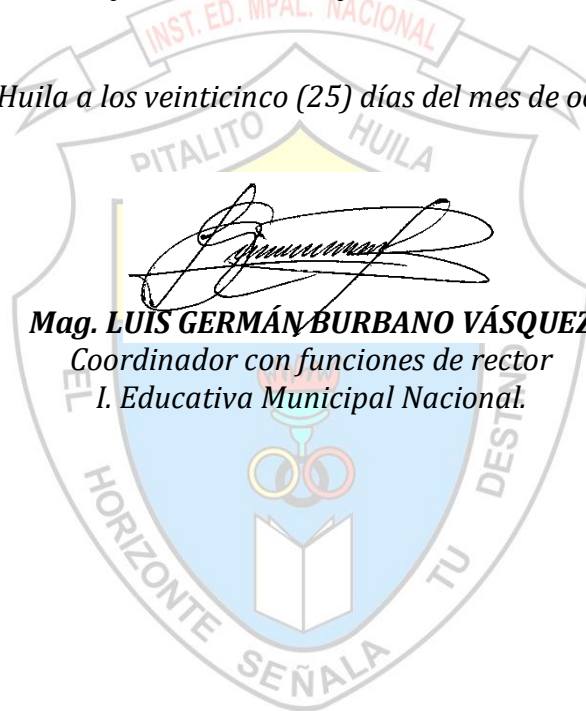 INST. ED. MPAL. NACIONAL
Huila a los veinticinco (25) días del mes de
PITALITO HUILA
Mag. LUIS GERMÁN BURBANO VÁSQUEZ
Coordinador con funciones de rector
I. Educativa Municipal Nacional.
EL HORIZONTE SEÑALA TU DESTINO